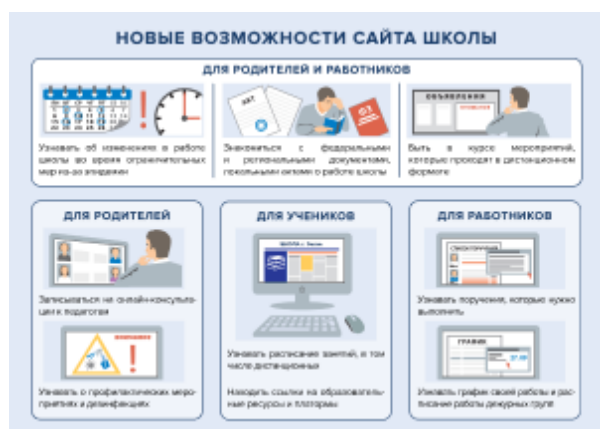 НОВЫЕ ВОЗМОЖНОСТИ САЙТА ШКОЛЫ
ДЛЯ РОДИТЕЛЕЙ И РАБОТНИКОВ
Узнавать об изменениях в работе
школы во время ограничительных
мер из-за эпидемии
АКТ
Знакомиться с федеральными
и региональными документами,
локальными актами о работе школы
ОБЪЯВЛЕНИЯ
Быть в курсе мероприятий,
которые проходят в дистанционном
формате
ДЛЯ РОДИТЕЛЕЙ
Записываться на онлайн-консульта-
ции к педагогам
Узнавать о профилактических меро-
приятиях и дезинфекциях
ДЛЯ УЧЕНИКОВ
Узнавать расписание занятий, в том
числе дистанционных
Находить ссылки на образователь-
ные ресурсы и платформы
ДЛЯ РАБОТНИКОВ
Узнавать поручения, которые нужно
выполнить
ГРАФИК
Узнавать график своей работы и рас-
писание работы дежурных групп